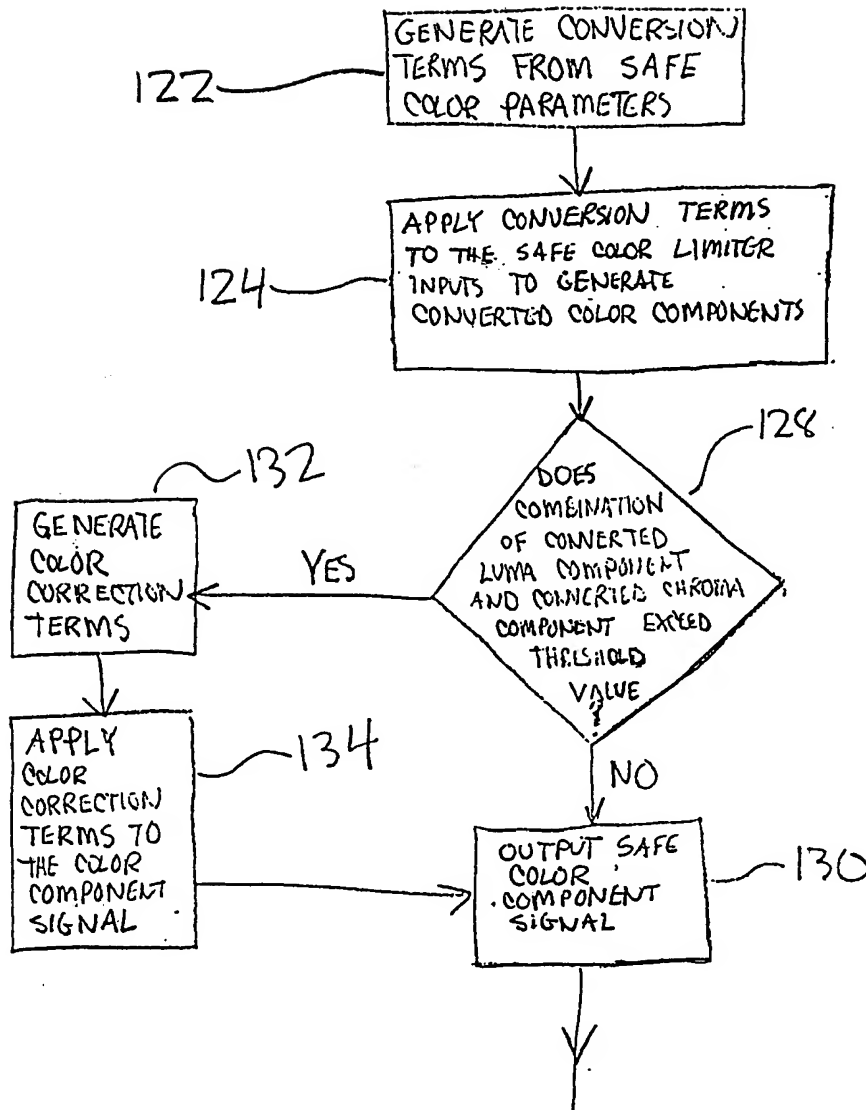 GENERATE CONVERSION
TERMS FROM SAFE
COLOR PARAMETERS
122
APPLY CONVERSION TERMS
TO THE SAFE COLOR LIMITER
INPUTS TO GENERATE
CONVERTED COLOR COMPONENTS
124
128
DOES
COMBINATION
OF CONVERTED
LUMA COMPONENT
AND CONVERTED CHROMA
COMPONENT EXCEED
THRESHOLD
VALUE
?
132
GENERATE
COLOR
CORRECTION
TERMS
YES
134
APPLY
COLOR
CORRECTION
TERMS TO
THE COLOR
COMPONENT
SIGNAL
NO
OUTPUT SAFE
COLOR
COMPONENT
SIGNAL
130